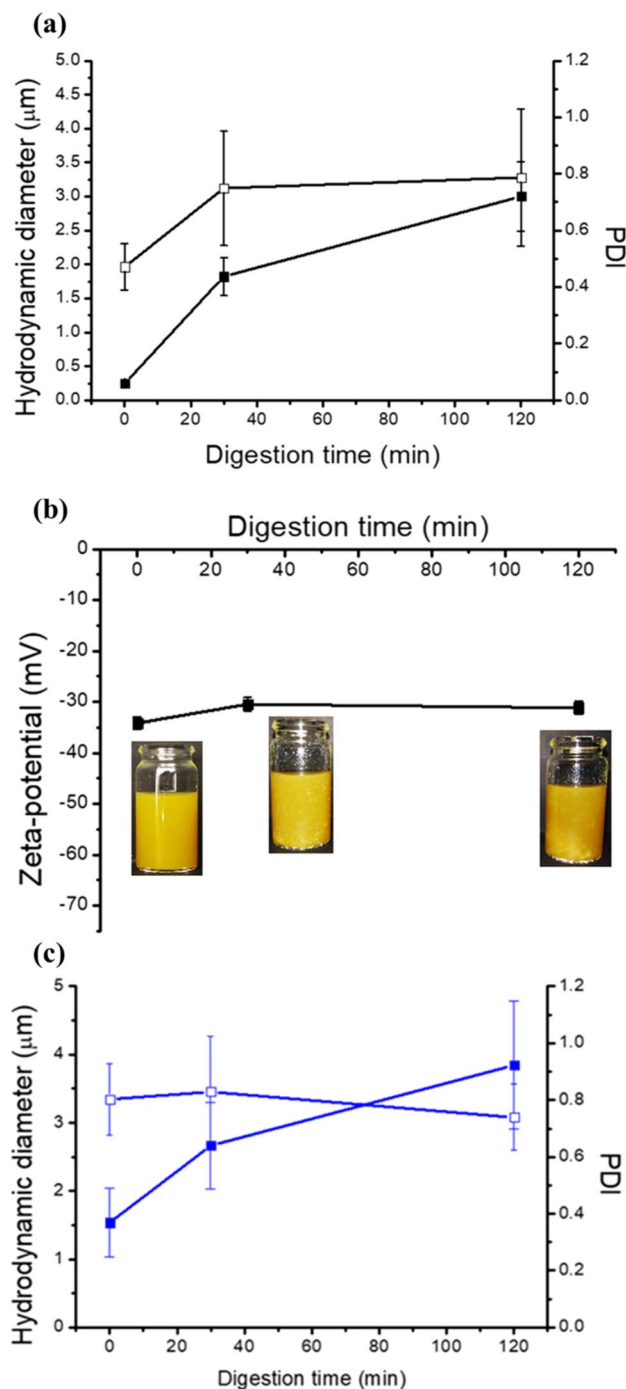 (a)
Hydrodynamic diameter (μm)
5.0
4.5
4.0
3.5
3.0
2.5
2.0
1.5
1.0
0.5
0.0
1.2
1.0
0.8
0.6
0.4
0.2
0.0
PDI
0 20 40 60 80 100 120
Digestion time (min)
(b)
Digestion time (min)
0 20 40 60 80 100 120
Zeta-potential (mV)
0
-10
-20
-30
-40
-50
-60
-70
(c)
Hydrodynamic diameter (μm)
5
4
3
2
1
0
1.2
1.0
0.8
0.6
0.4
0.2
0.0
PDI
0 20 40 60 80 100 120
Digestion time (min)